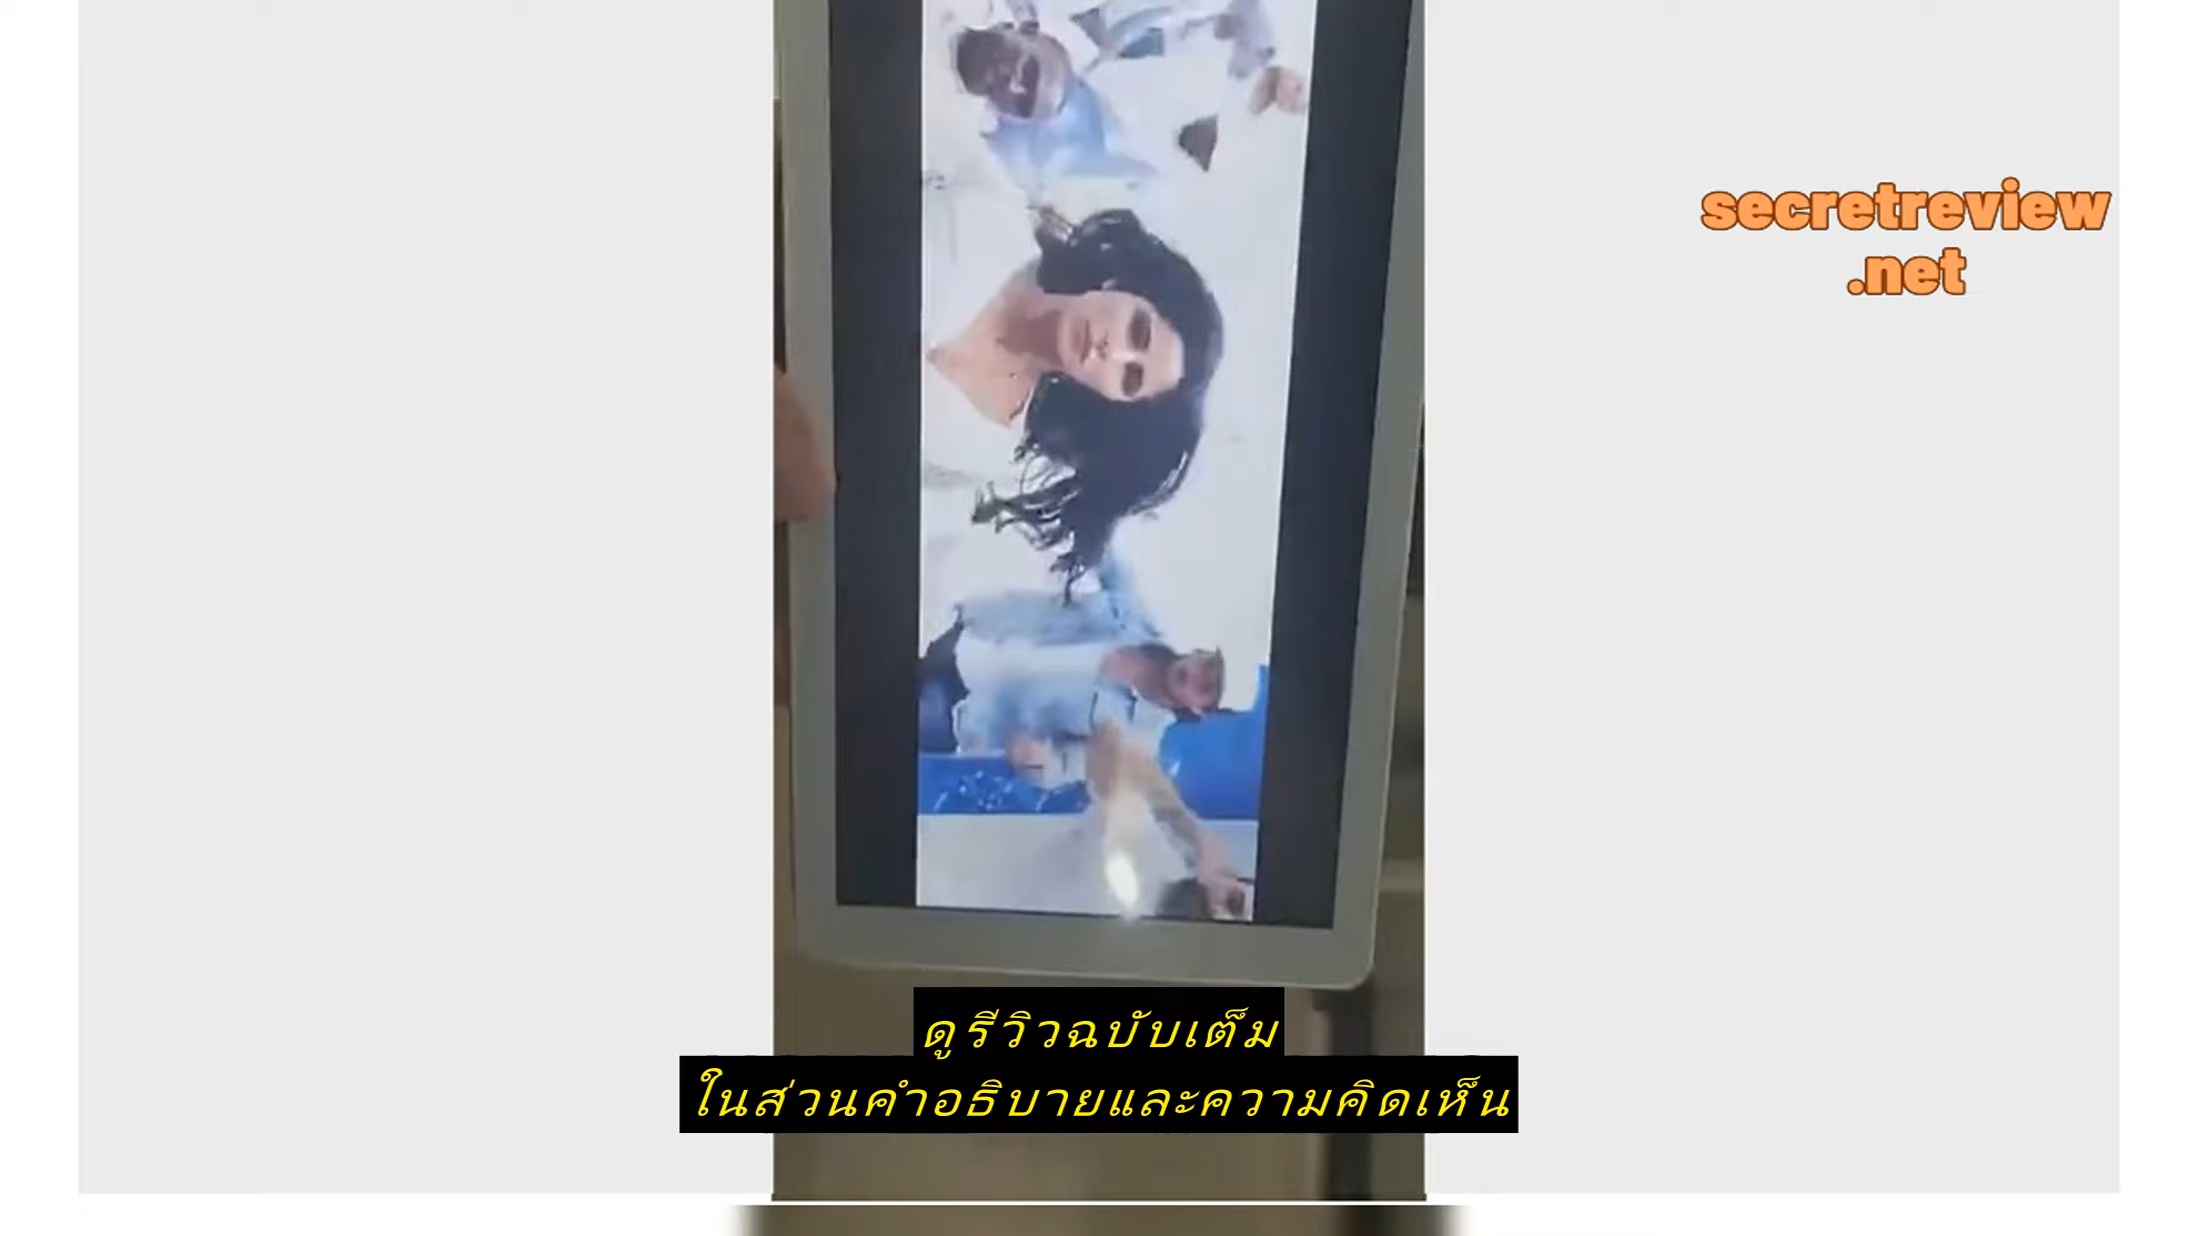 secretreview
.net
ดูรีวิวฉบับเต็ม
ในส่วนคำอธิบายและความคิดเห็น